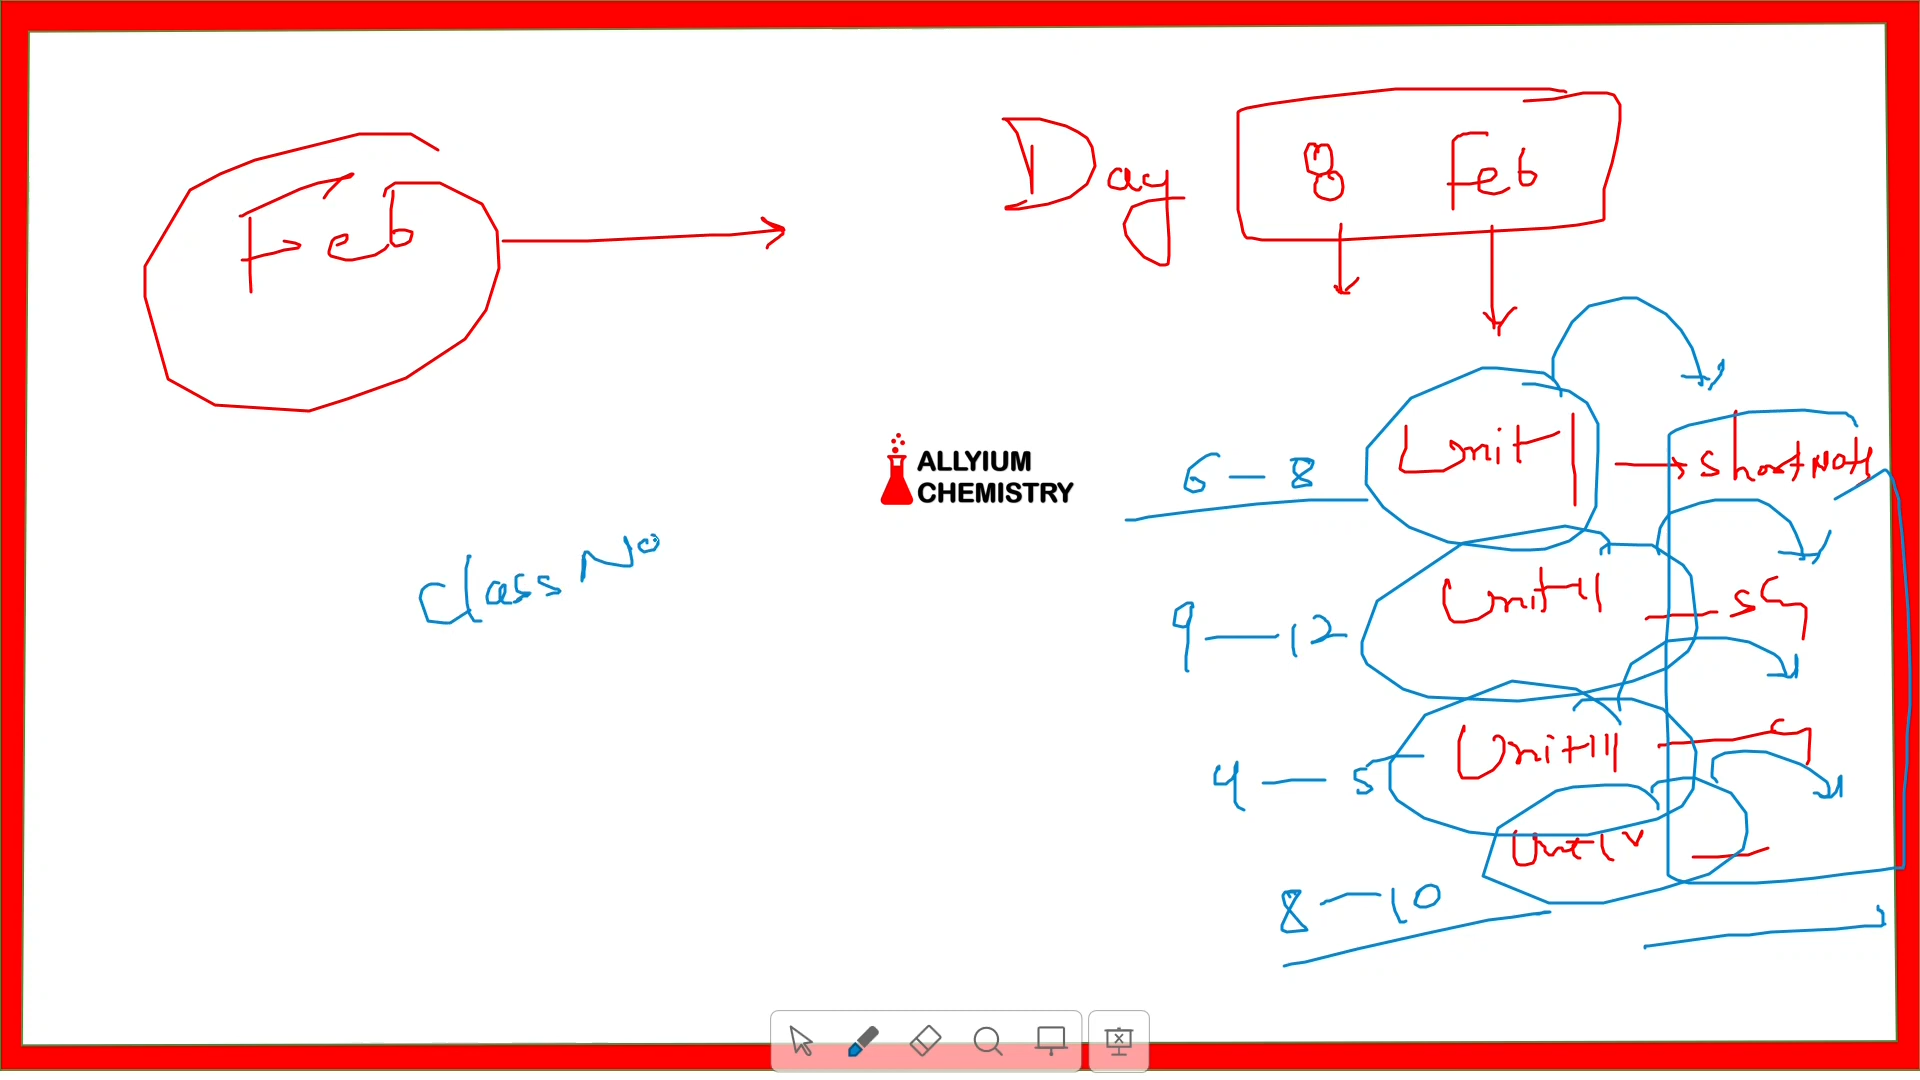 Feb
Day 8 Feb
6 - 8 Unit I → Short Not
ALLYIUM
CHEMISTRY
Class No
9 - 12 Unit II -
4 - 5 Unit III -
Unit IV -
8 - 10